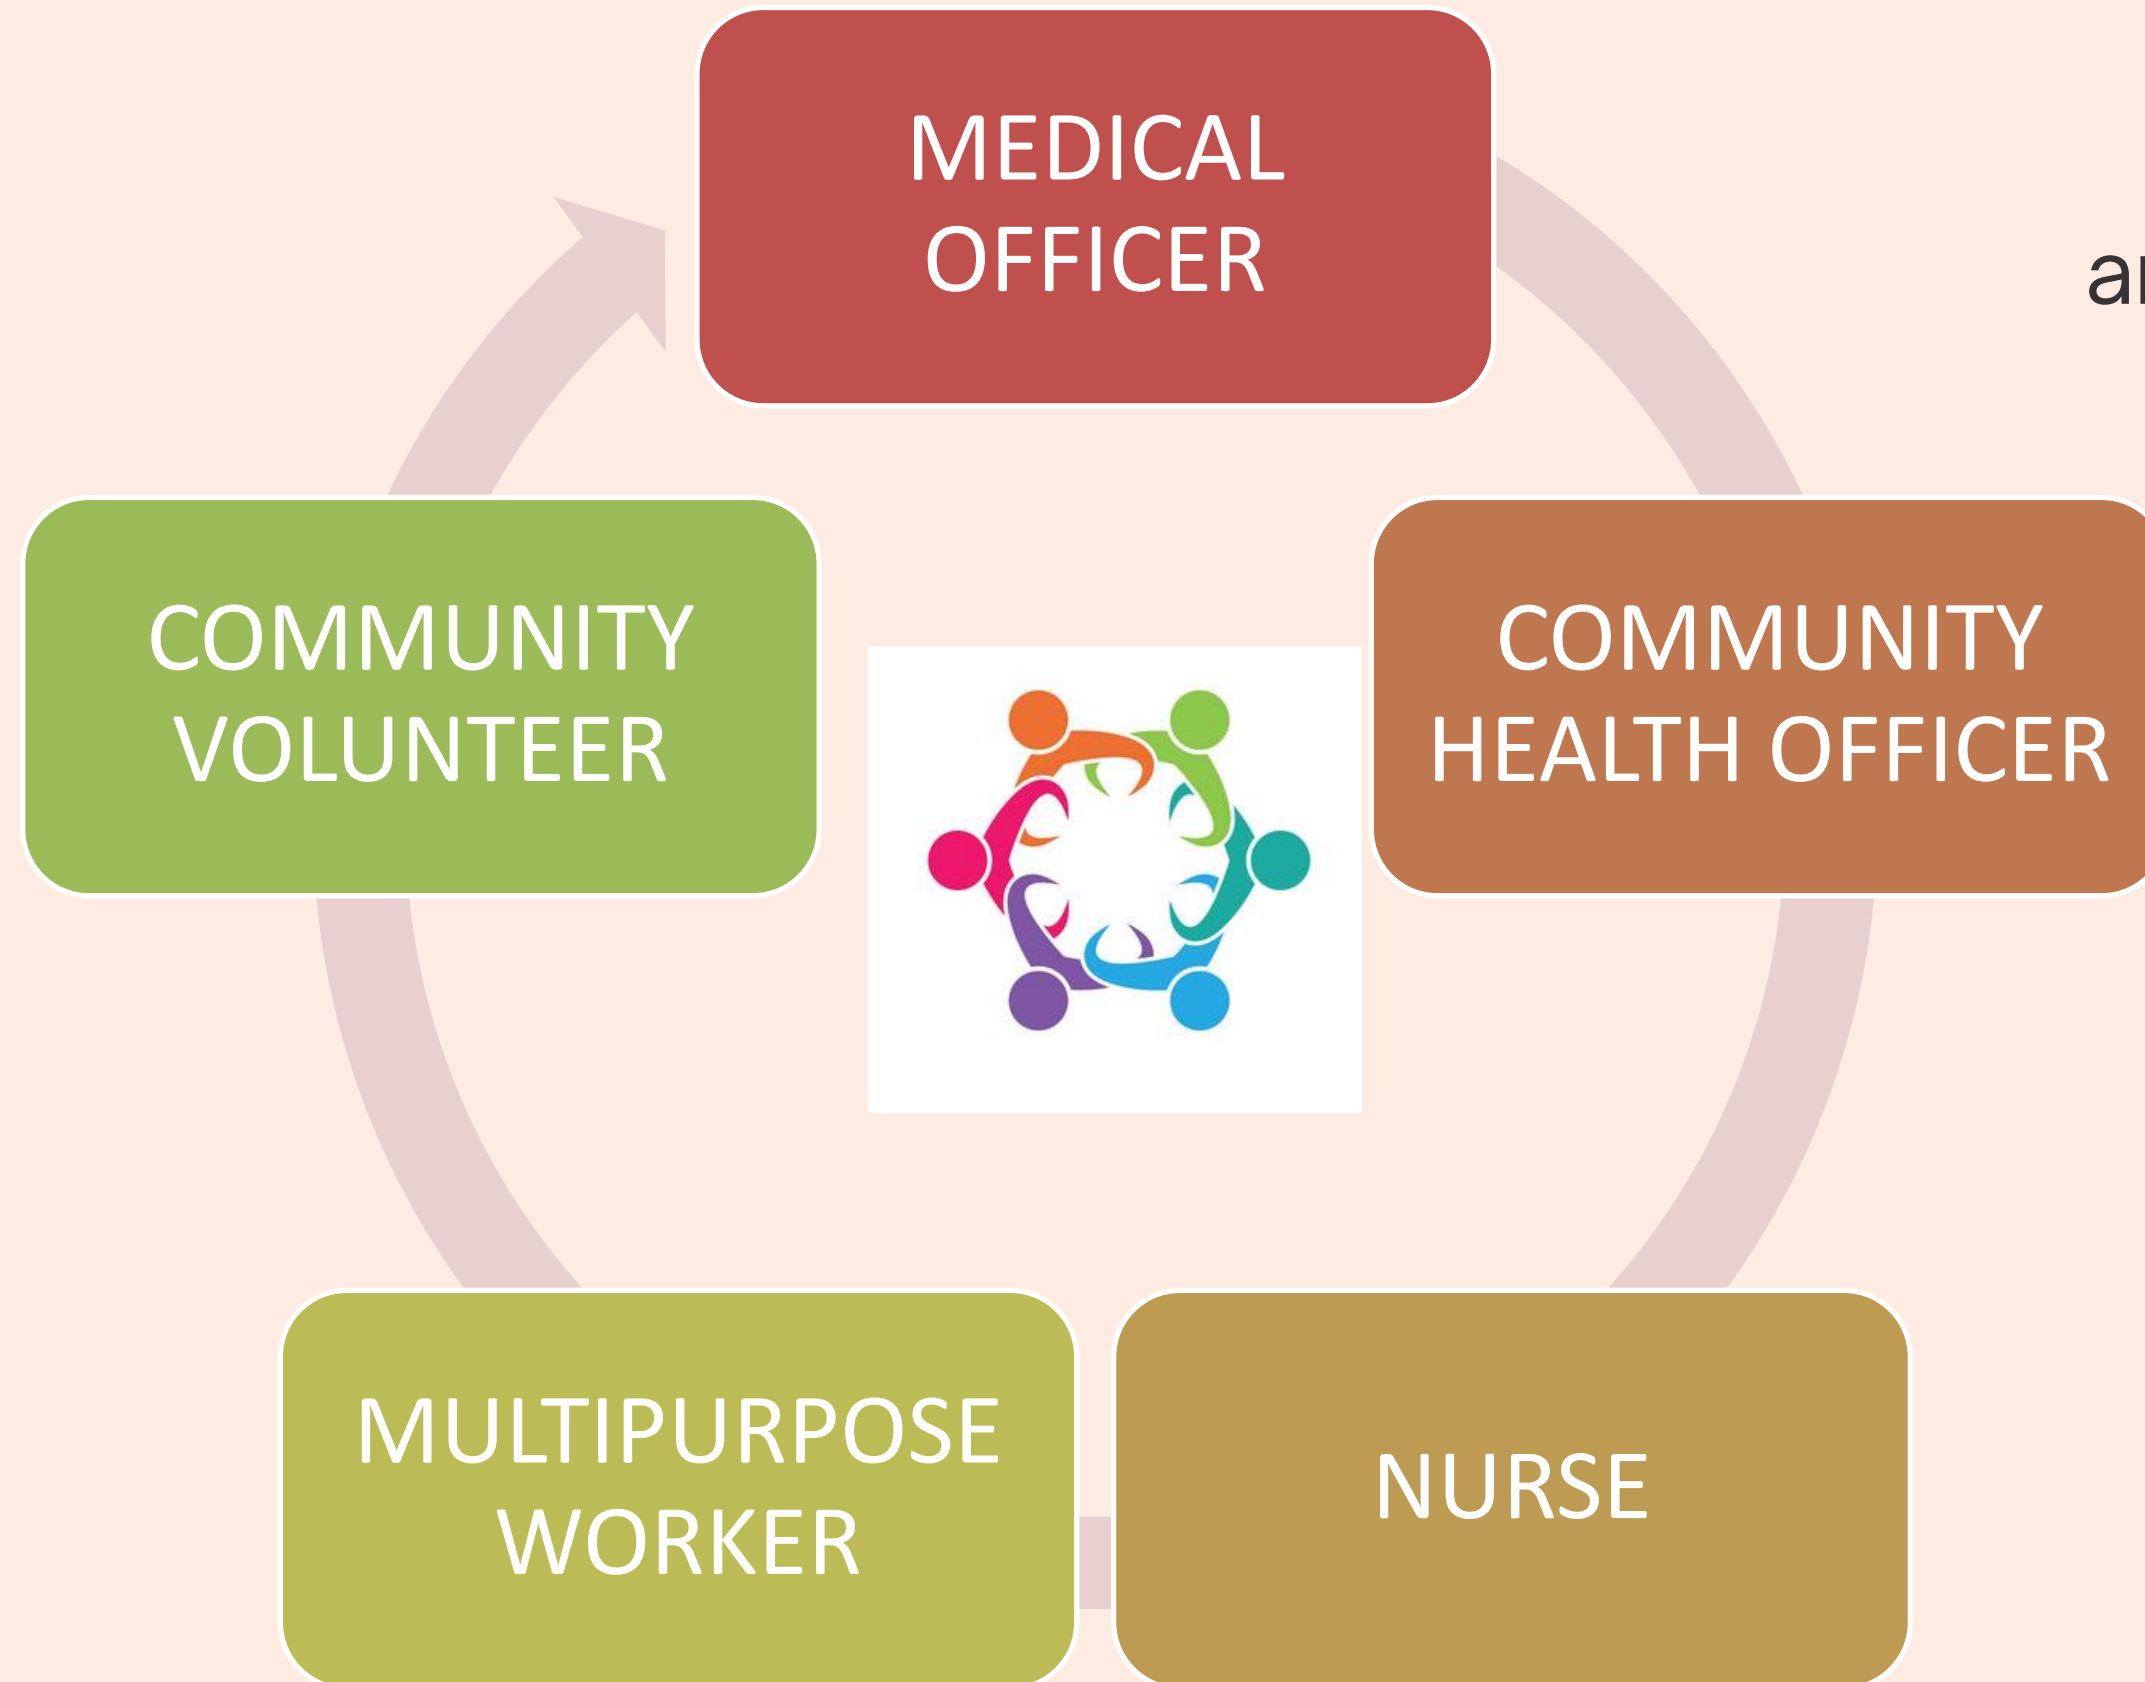 MEDICAL
OFFICER
COMMUNITY
HEALTH OFFICER
NURSE
MULTIPURPOSE
WORKER
COMMUNITY
VOLUNTEER